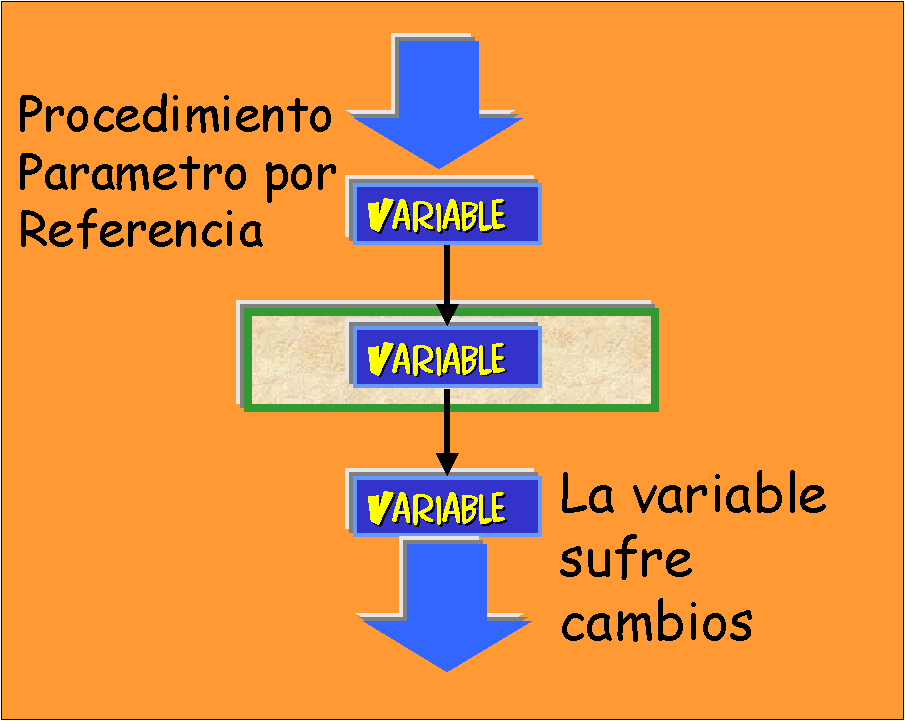 Procedimiento
Parametro por
Referencia
VARIABLE
VARIABLE
VARIABLE
La variable
sufre
cambios